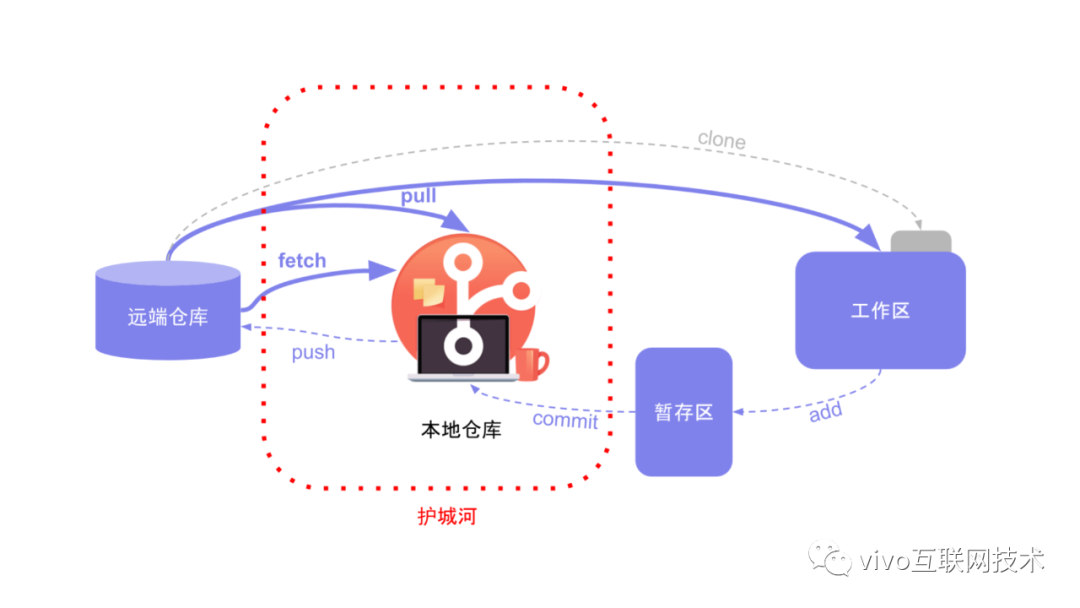 clone
pull
fetch
远端仓库
工作区
push
暂存区
add
commit
本地仓库
护城河
vivo互联网技术